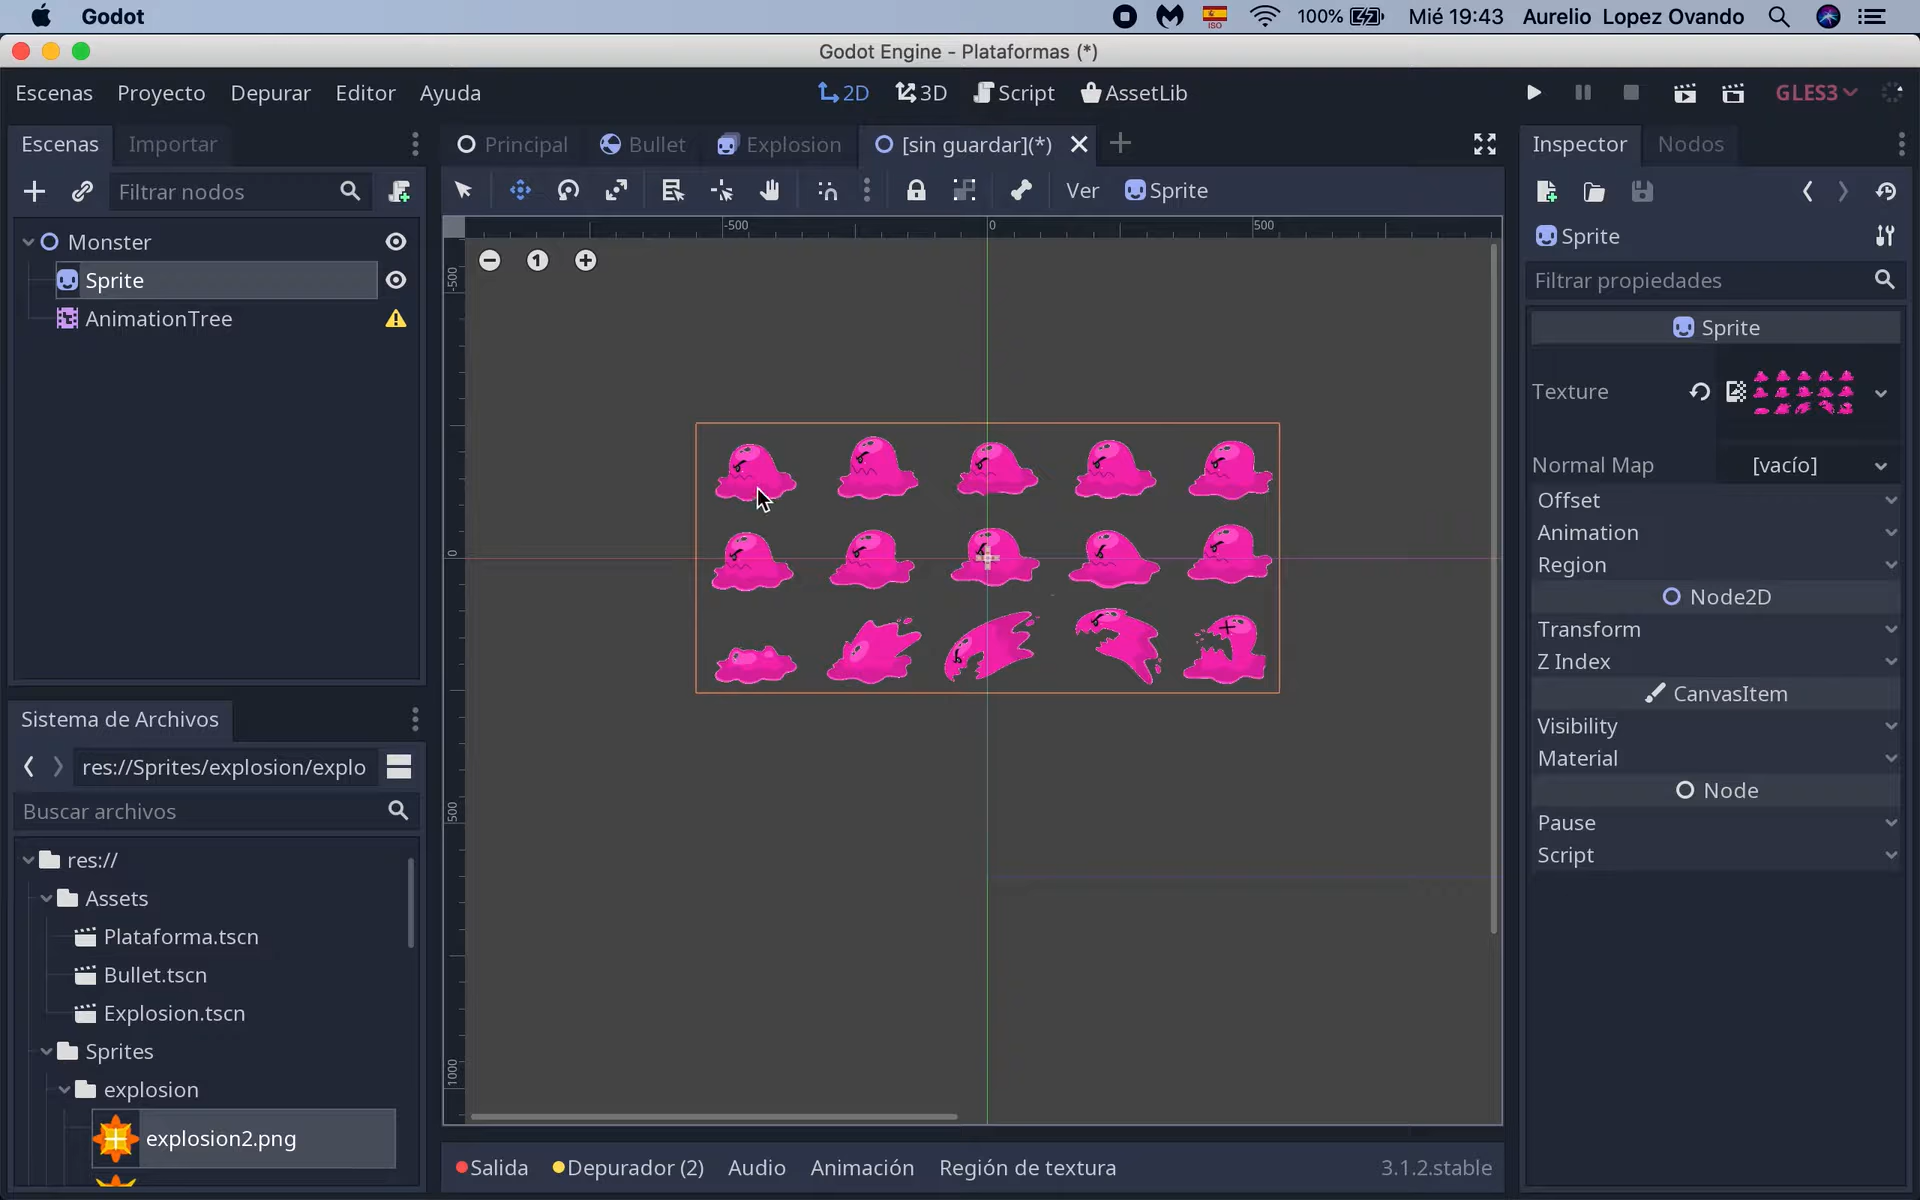 Godot
ISO
100%
Mié 19:43
Aurelio Lopez Ovando
Godot Engine - Plataformas (*)
Escenas Proyecto Depurar Editor Ayuda
2D 3D Script AssetLib
GLES3
Escenas Importar
Principal Bullet Explosion [sin guardar](*)
Inspector Nodos
Filtrar nodos
Ver Sprite
Monster
Sprite
AnimationTree
-500 0 500
-500
0
500
1000
1
Sprite
Filtrar propiedades
Sprite
Texture
Normal Map [vacío]
Offset
Animation
Region
Node2D
Transform
Z Index
CanvasItem
Visibility
Material
Node
Pause
Script
Sistema de Archivos
res://Sprites/explosion/explo
Buscar archivos
res://
Assets
Plataforma.tscn
Bullet.tscn
Explosion.tscn
Sprites
explosion
explosion2.png
Salida Depurador (2) Audio Animación Región de textura 3.1.2.stable